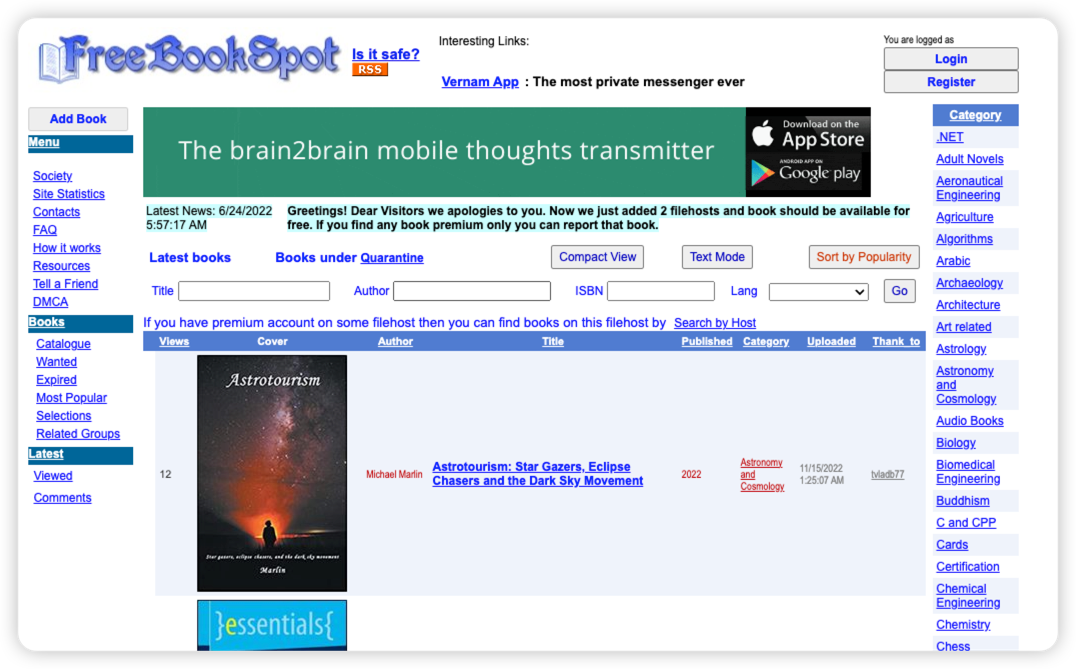 FreeBookSpot
Is it safe?
RSS
Interesting Links:
Vernam App : The most private messenger ever
You are logged as
Login
Register
Add Book
Menu
Society
Site Statistics
Contacts
FAQ
How it works
Resources
Tell a Friend
DMCA
Books
Catalogue
Wanted
Expired
Most Popular
Selections
Related Groups
Latest
Viewed
Comments
The brain2brain mobile thoughts transmitter
Download on the
App Store
ANDROID APP ON
Google play
Latest News: 6/24/2022
5:57:17 AM
Greetings! Dear Visitors we apologies to you. Now we just added 2 filehosts and book should be available for
free. If you find any book premium only you can report that book.
Latest books Books under Quarantine Compact View Text Mode Sort by Popularity
Title Author ISBN Lang Go
If you have premium account on some filehost then you can find books on this filehost by Search by Host
Views Cover Author Title Published Category Uploaded Thank to
Astrotourism
Star gazers, eclipse chasers, and the dark sky movement
Marlin
12
Michael Marlin
Astrotourism: Star Gazers, Eclipse
Chasers and the Dark Sky Movement
2022
Astronomy
and
Cosmology
11/15/2022
1:25:07 AM
tvladb77
}essentials{
Category
.NET
Adult Novels
Aeronautical
Engineering
Agriculture
Algorithms
Arabic
Archaeology
Architecture
Art related
Astrology
Astronomy
and
Cosmology
Audio Books
Biology
Biomedical
Engineering
Buddhism
C and CPP
Cards
Certification
Chemical
Engineering
Chemistry
Chess